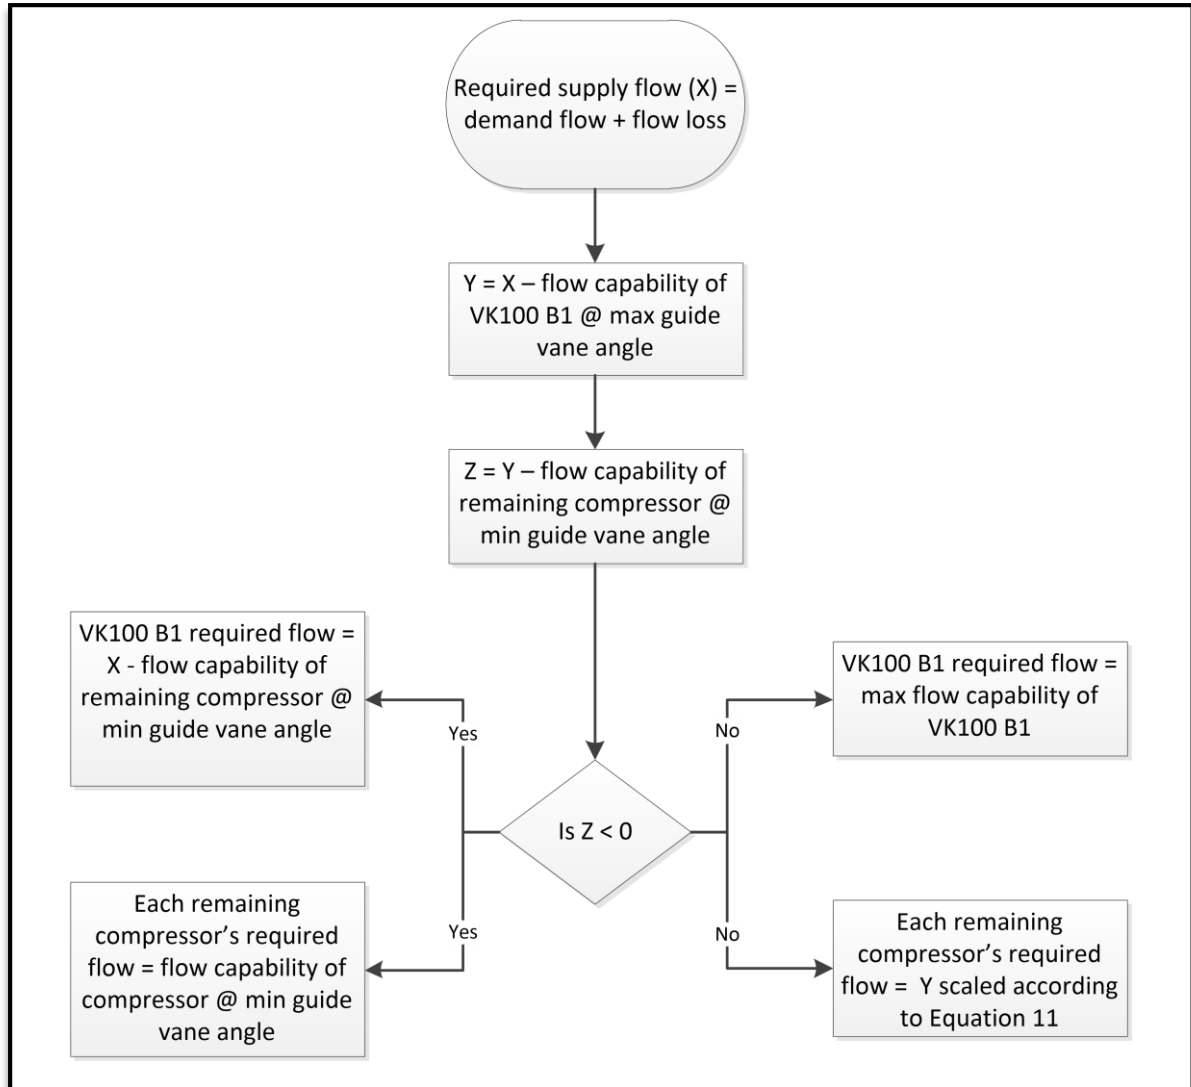 Required supply flow (X) =
demand flow + flow loss
Y = X – flow capability of
VK100 B1 @ max guide
vane angle
Z = Y – flow capability of
remaining compressor @
min guide vane angle
VK100 B1 required flow =
X - flow capability of
remaining compressor @
min guide vane angle
Yes
No
VK100 B1 required flow =
max flow capability of
VK100 B1
Is Z < 0
Each remaining
compressor’s required
flow = flow capability of
compressor @ min guide
vane angle
Yes
No
Each remaining
compressor’s required
flow =  Y scaled according
to Equation 11